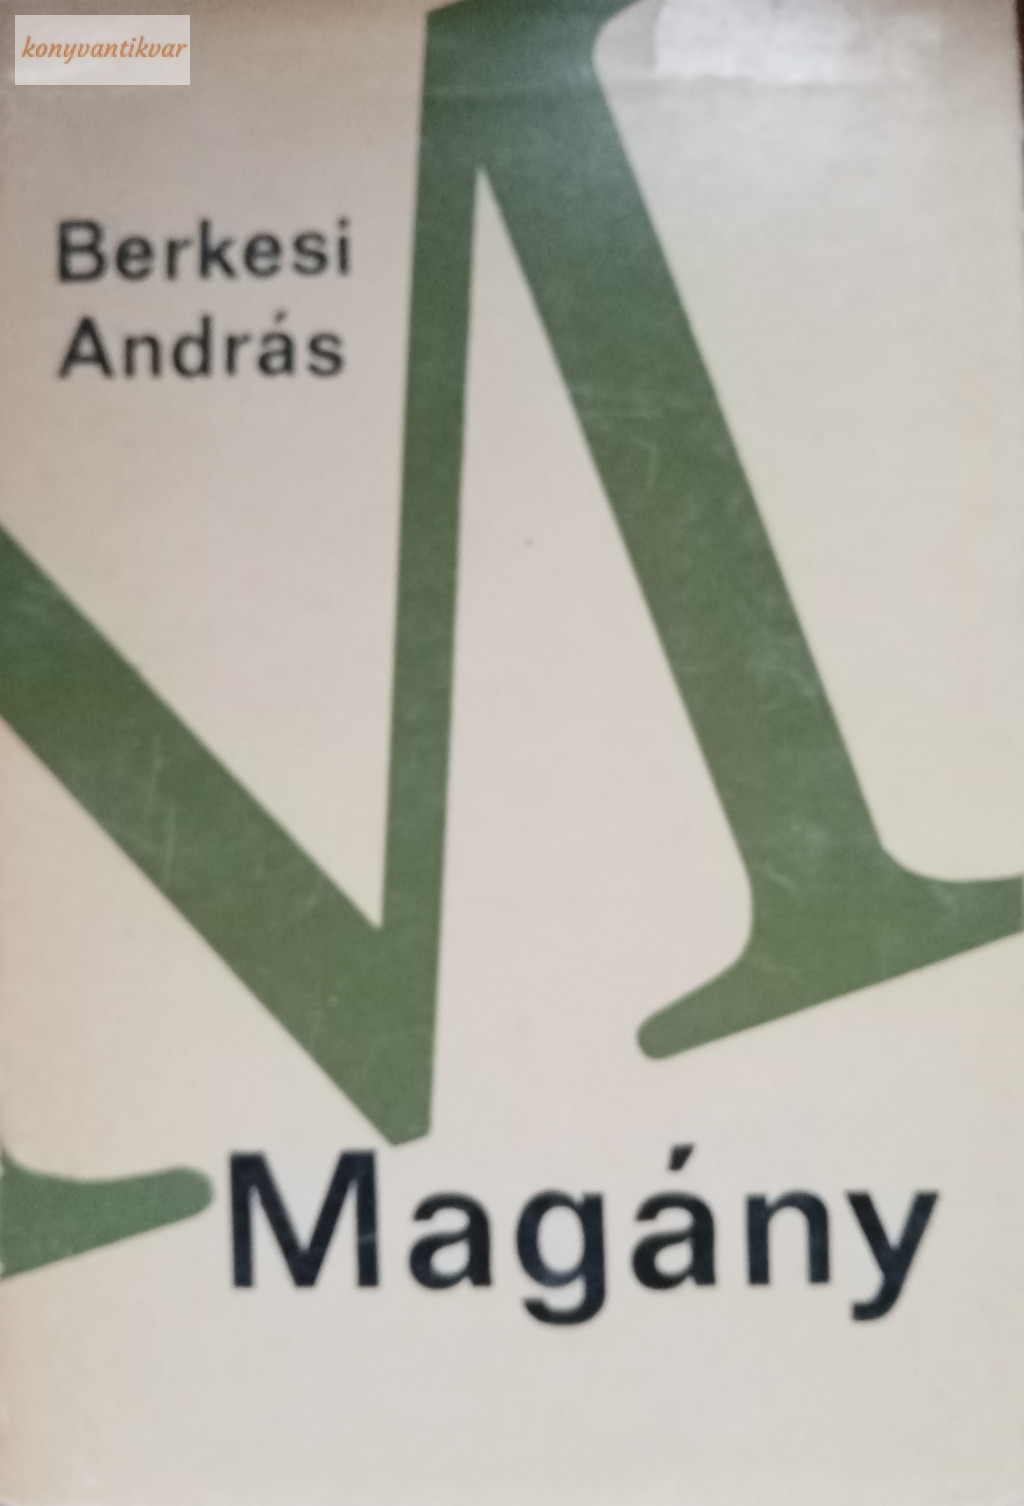 konyvantikvar
Berkesi
András
M
Magány